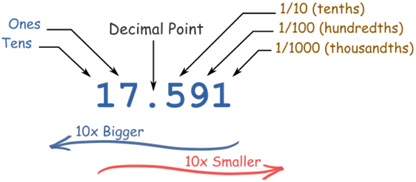 Ones
Tens
Decimal Point
1/10 (tenths)
1/100 (hundredths)
1/1000 (thousandths)
17.591
10x Bigger
10x Smaller